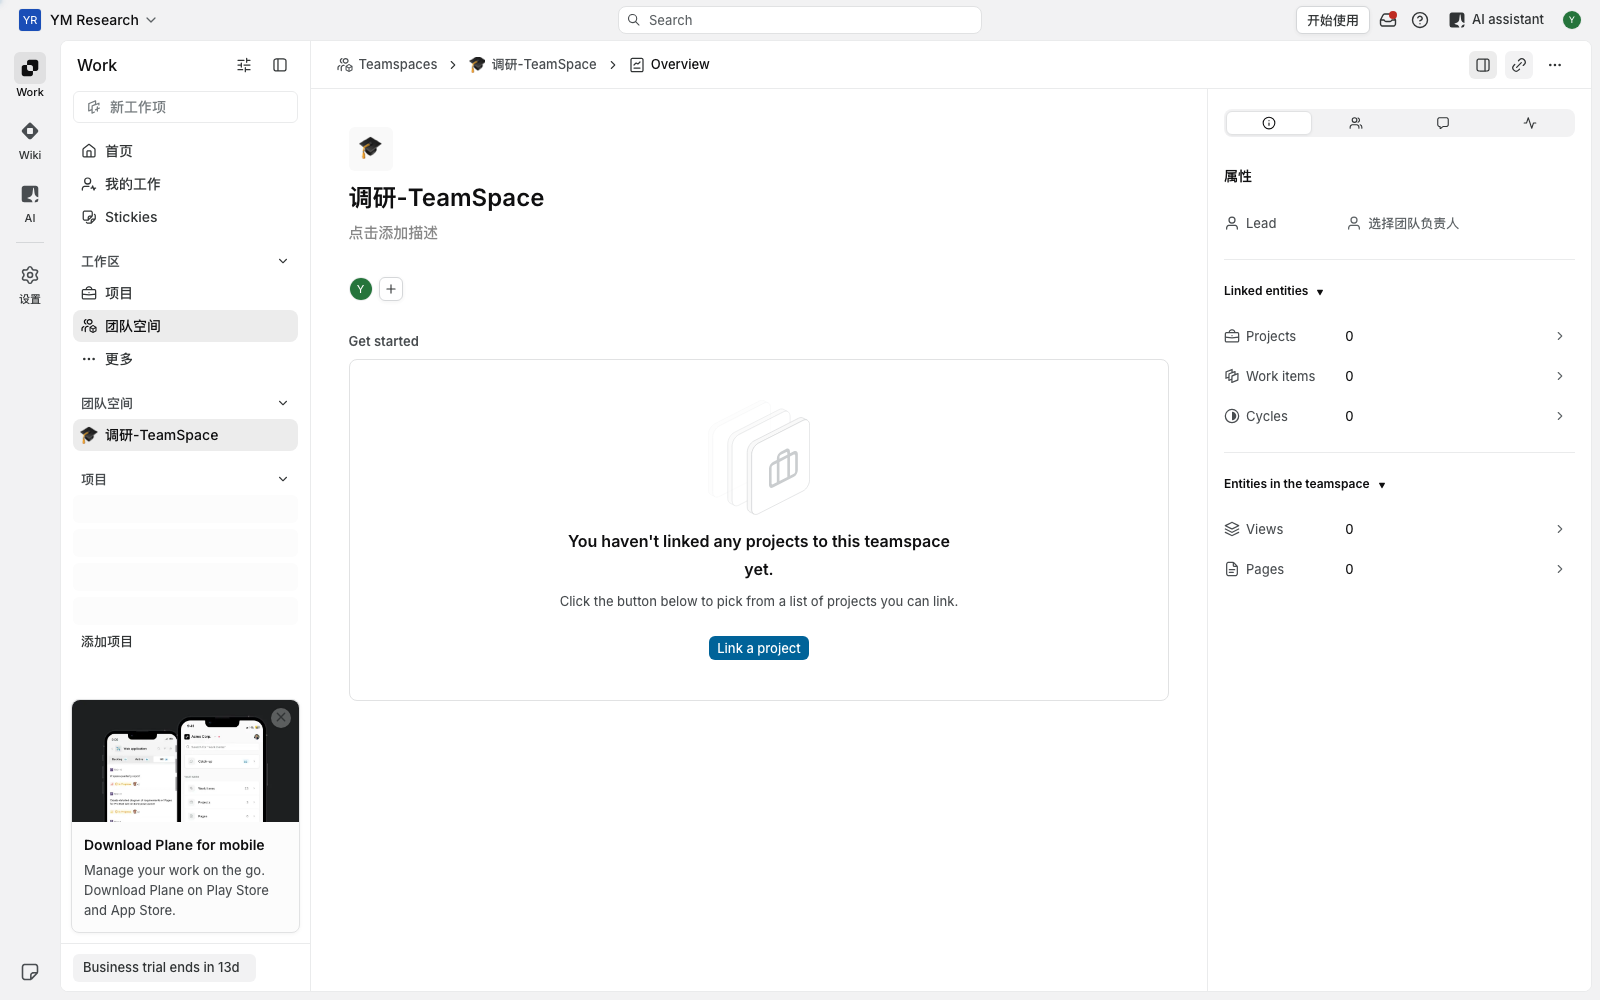 YR YM Research
Search
开始使用
AI assistant
Y
Work
Wiki
AI
设置
Work
新工作项
首页
我的工作
Stickies
工作区
项目
团队空间
更多
团队空间
调研-TeamSpace
项目
添加项目
Download Plane for mobile
Manage your work on the go.
Download Plane on Play Store
and App Store.
Business trial ends in 13d
Teamspaces
调研-TeamSpace
Overview
调研-TeamSpace
点击添加描述
Y
Get started
You haven't linked any projects to this teamspace
yet.
Click the button below to pick from a list of projects you can link.
Link a project
属性
Lead 选择团队负责人
Linked entities
Projects 0
Work items 0
Cycles 0
Entities in the teamspace
Views 0
Pages 0